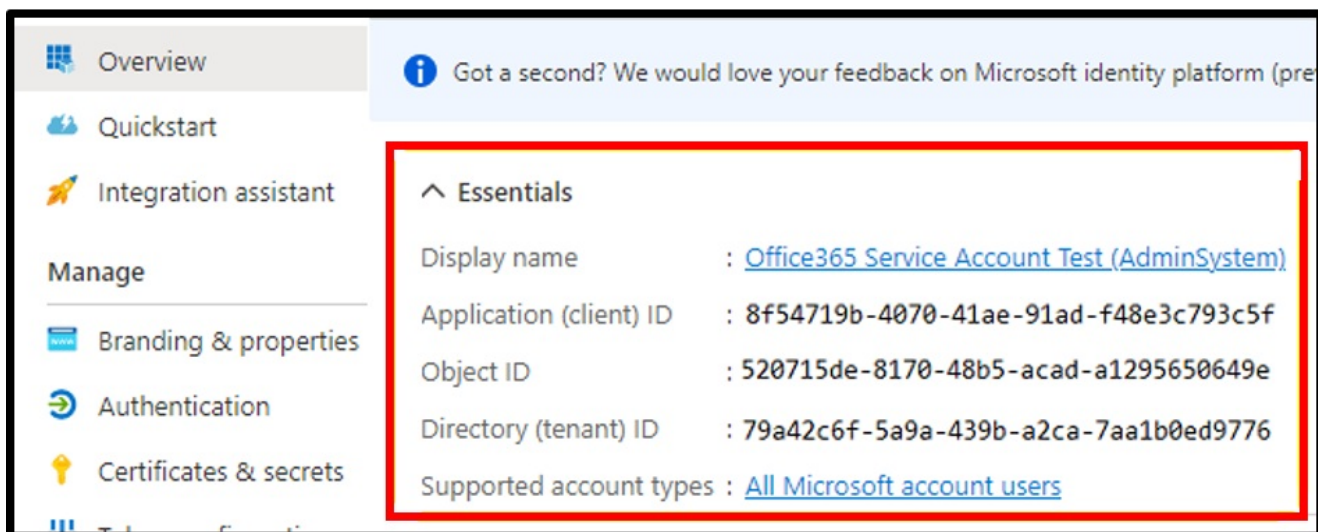 Overview
Got a second? We would love your feedback on Microsoft identity platform (pre
Quickstart
Integration assistant
Manage
Branding & properties
Authentication
Certificates & secrets
Essentials
Display name : Office365 Service Account Test (AdminSystem)
Application (client) ID : 8f54719b-4070-41ae-91ad-f48e3c793c5f
Object ID : 520715de-8170-48b5-acad-a1295650649e
Directory (tenant) ID : 79a42c6f-5a9a-439b-a2ca-7aa1b0ed9776
Supported account types : All Microsoft account users